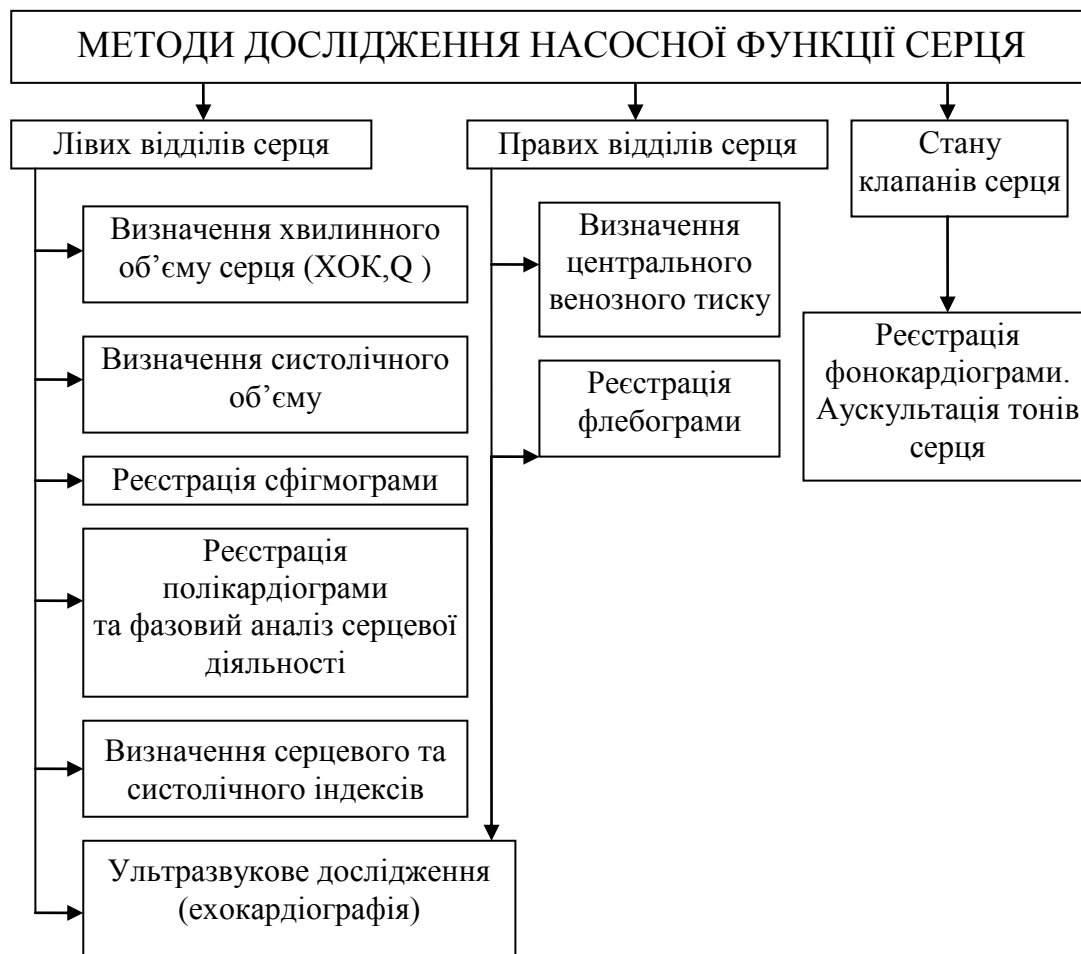 МЕТОДИ ДОСЛІДЖЕННЯ НАСОСНОЇ ФУНКЦІЇ СЕРЦЯ
Лівих відділів серця
Визначення хвилинного
об’єму серця (ХОК,Q )
Визначення систолічного
об’єму
Реєстрація сфігмограми
Реєстрація
полікардіограми
та фазовий аналіз серцевої
діяльності
Визначення серцевого та
систолічного індексів
Ультразвукове дослідження
(ехокардіографія)
Правих відділів серця
Визначення
центрального
венозного тиску
Реєстрація
флебограми
Стану
клапанів серця
Реєстрація
фонокардіограми.
Аускультація тонів
серця